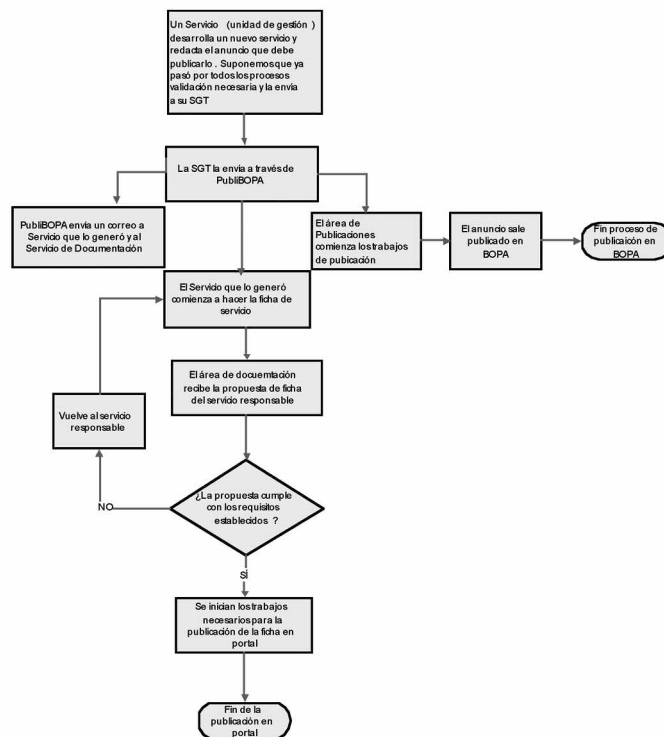 Un Servicio (unidad de gestión )
desarrolla un nuevo servicio y
redacta el anuncio que debe
publicarlo . Suponemos que ya
pasó por todos los procesos
validación necesaria y la envía
a su SGT
La SGT la envía a través de
PubliBOPA
PubliBOPA envía un correo a
Servicio que lo generó y al
Servicio de Documentación
El área de
Publicaciones
comienza los trabajos
de pubicación
El anuncio sale
publicado en
BOPA
Fin proceso de
publicaicón en
BOPA
El Servicio que lo generó
comienza a hacer la ficha de
servicio
El área de docuemtación
recibe la propuesta de ficha
del servicio responsable
Vuelve al servicio
responsable
¿La propuesta cumple
con los requisitos
establecidos ?
NO
SÍ
Se inician los trabajos
necesarios para la
publicación de la ficha en
portal
Fin de la
publicación en
portal